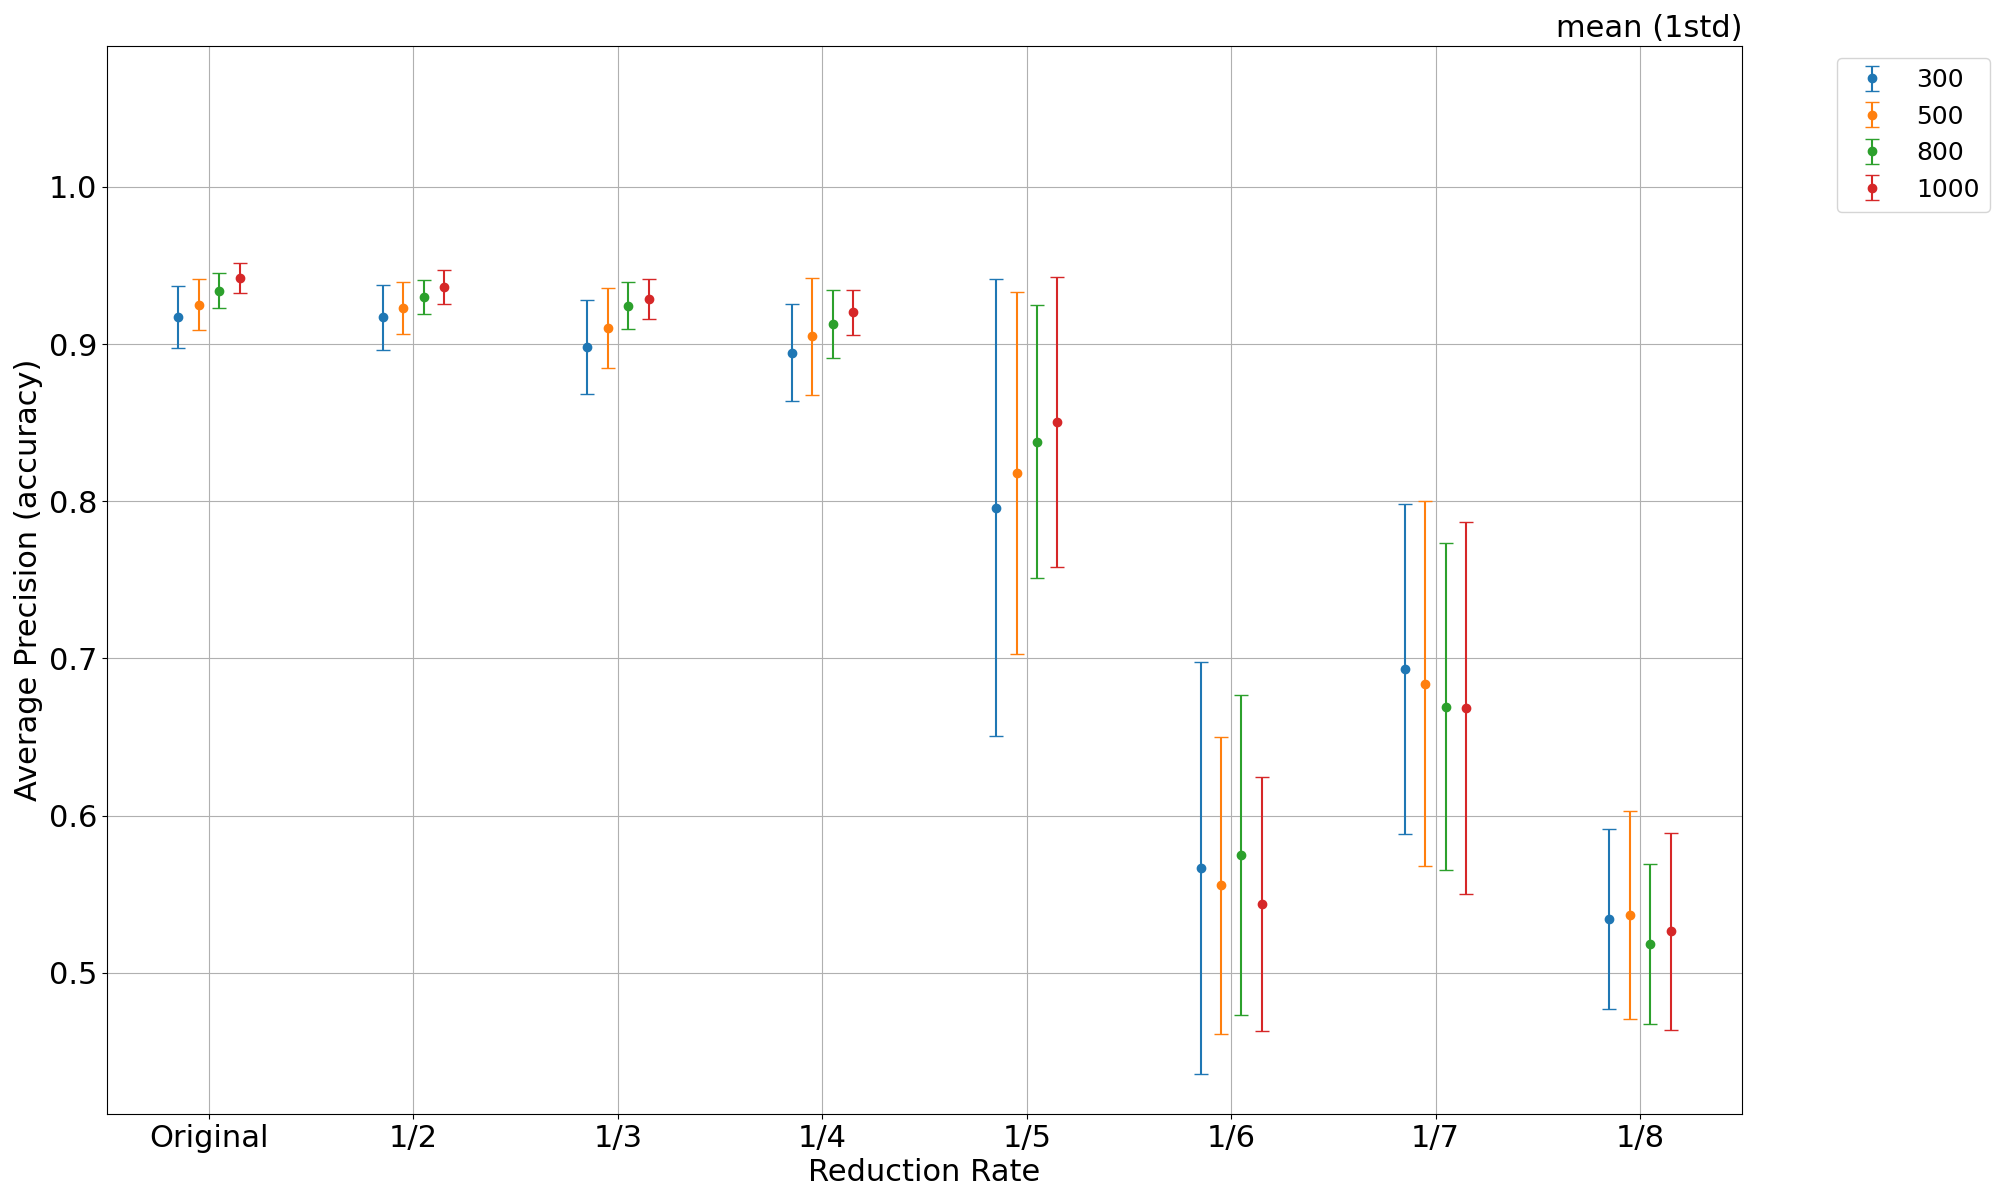 mean (1std)
300
500
800
1000
1.0
0.9
0.8
0.7
0.6
0.5
Average Precision (accuracy)
Original 1/2 1/3 1/4 1/5 1/6 1/7 1/8
Reduction Rate